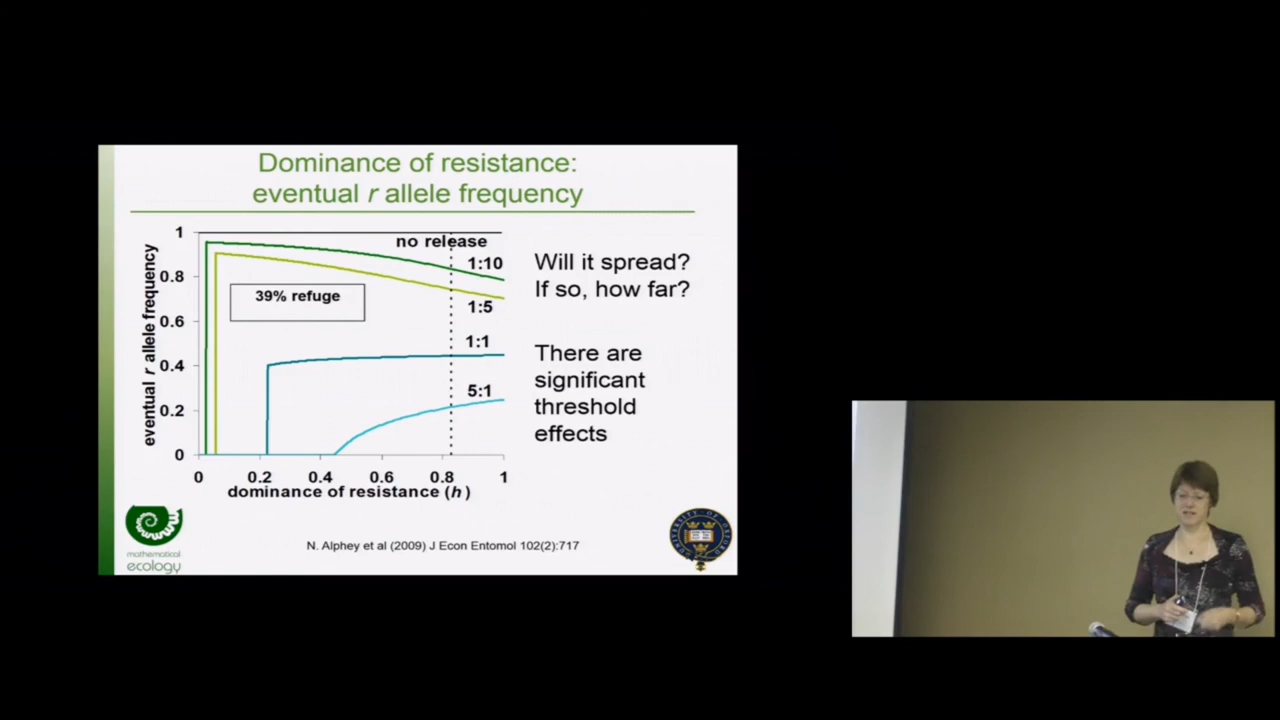 Dominance of resistance:
eventual r allele frequency
eventual r allele frequency
1
0.8
0.6
0.4
0.2
0
no release
1:10
39% refuge
1:5
1:1
5:1
0 0.2 0.4 0.6 0.8 1
dominance of resistance (h)
Will it spread?
If so, how far?
There are
significant
threshold
effects
mathematical
ecology
N. Alphey et al (2009) J Econ Entomol 102(2):717
UNIVERSITY OF OXFORD